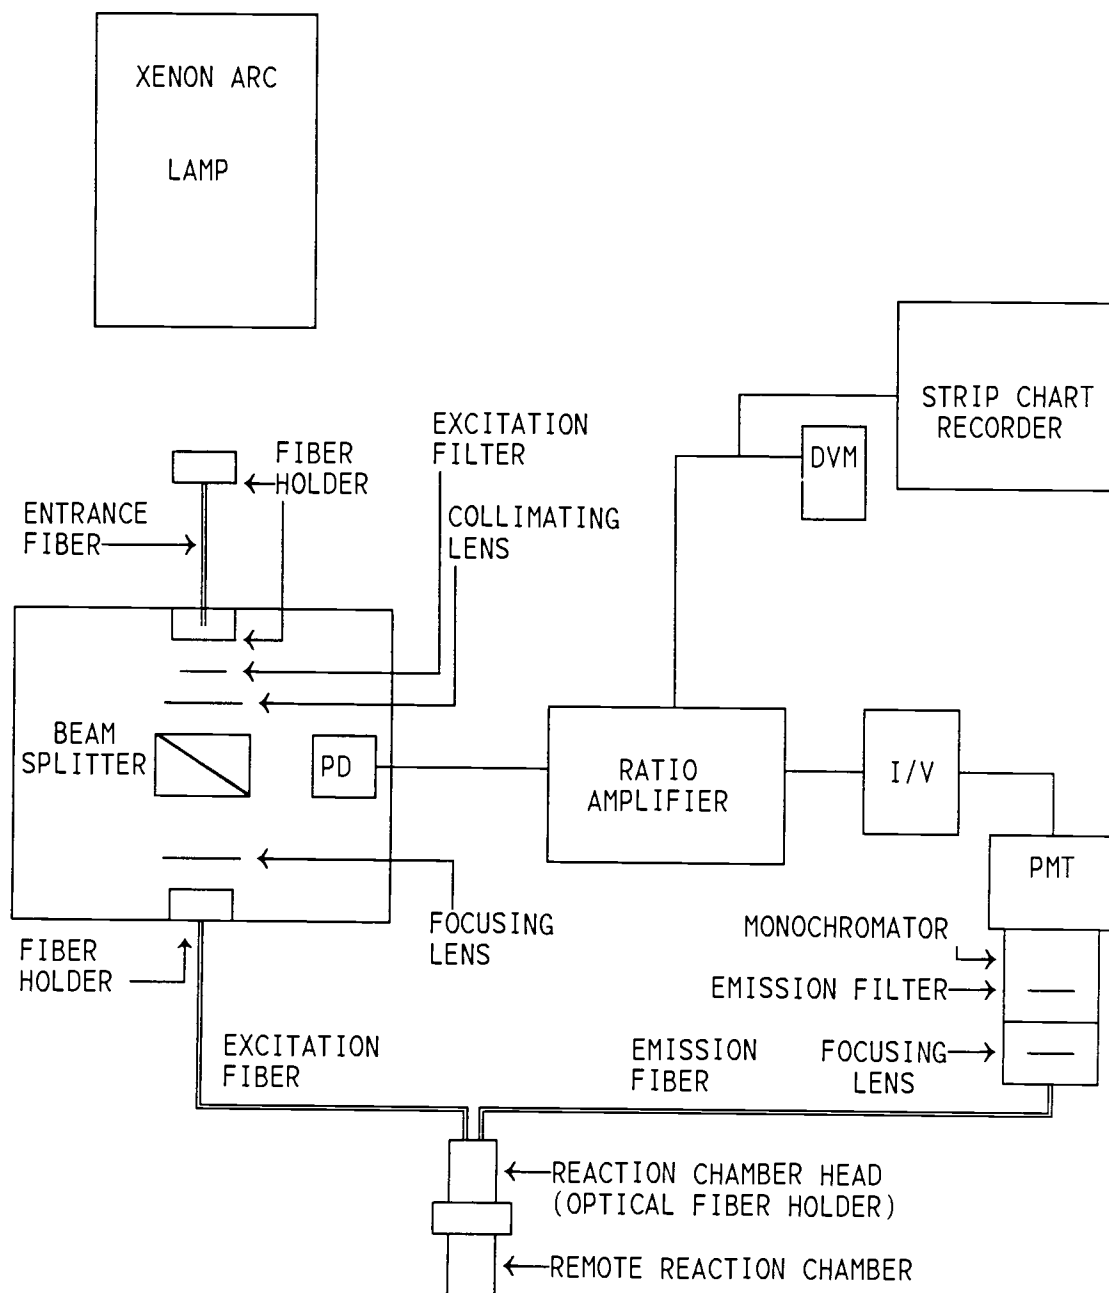 XENON ARC
LAMP
STRIP CHART
RECORDER
DVM
EXCITATION
FILTER
FIBER
HOLDER
COLLIMATING
LENS
ENTRANCE
FIBER
BEAM
SPLITTER
PD
RATIO
AMPLIFIER
I/V
PMT
FOCUSING
LENS
FIBER
HOLDER
MONOCHROMATOR
EMISSION FILTER
FOCUSING
LENS
EXCITATION
FIBER
EMISSION
FIBER
REACTION CHAMBER HEAD
(OPTICAL FIBER HOLDER)
REMOTE REACTION CHAMBER